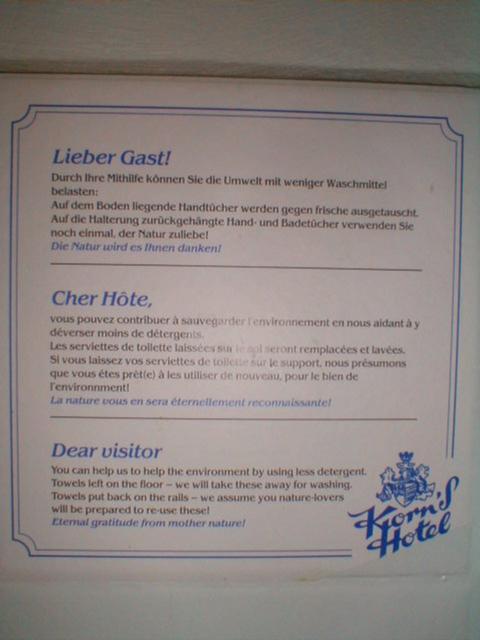 Lieber Gast!
Durch Ihre Mithilfe können Sie die Umwelt mit weniger Waschmittel
belasten:
Auf dem Boden liegende Handtücher werden gegen frische ausgetauscht.
Auf die Halterung zurückgehängte Hand- und Badetücher verwenden Sie
noch einmal, der Natur zuliebe!
Die Natur wird es Ihnen danken!
Cher Hôte,
vous pouvez contribuer à sauvegarder l'environnement en nous aidant à y
déverser moins de détergents.
Les serviettes de toilette laissées sur le sol seront remplacées et lavées.
Si vous laissez vos serviettes de toilette sur le support, nous présumons
que vous êtes prêt(e) à les utiliser de nouveau, pour le bien de
l'environnment!
La nature vous en sera éternellement reconnaissante!
Dear visitor
You can help us to help the environment by using less detergent.
Towels left on the floor – we will take these away for washing.
Towels put back on the rails – we assume you nature-lovers
will be prepared to re-use these!
Eternal gratitude from mother nature!
Korn's
Hotel